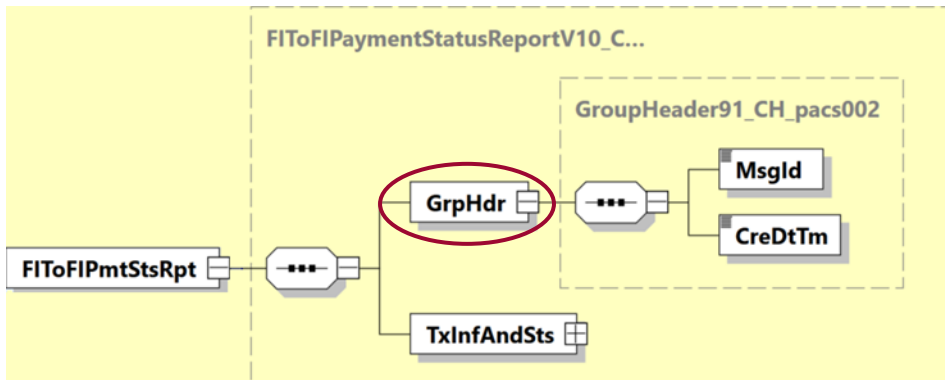 FIToFIPaymentStatusReportV10_C...
GroupHeader91_CH_pacs002
MsgId
GrpHdr
CreDtTm
FIToFIPmtStsRpt
TxInfAndSts